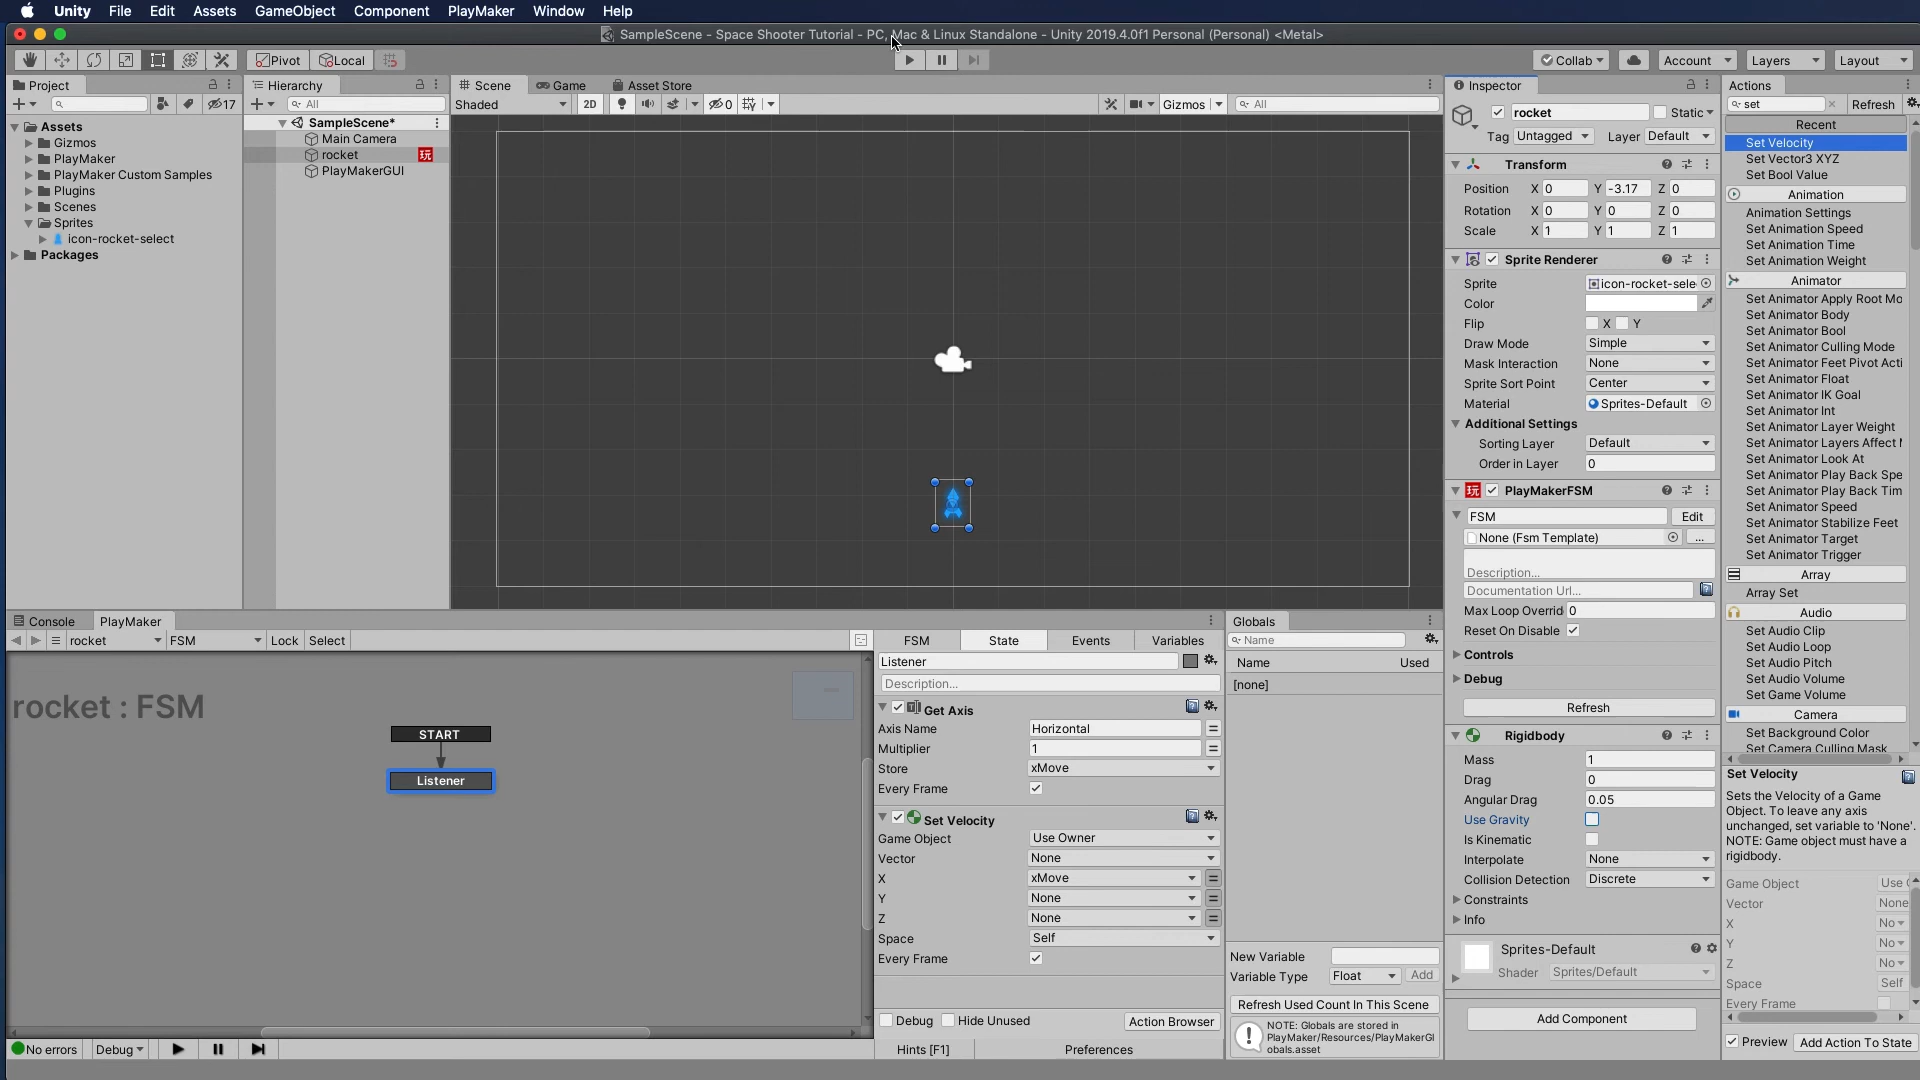 Unity File Edit Assets GameObject Component PlayMaker Window Help
SampleScene - Space Shooter Tutorial - PC, Mac & Linux Standalone - Unity 2019.4.0f1 Personal (Personal) <Metal>
Pivot Local Collab Account Layers Layout
Project
17
Assets
Gizmos
PlayMaker
PlayMaker Custom Samples
Plugins
Scenes
Sprites
icon-rocket-select
Packages
Hierarchy
All
SampleScene*
Main Camera
rocket 玩
PlayMakerGUI
Scene Game Asset Store
Shaded 2D 0 Gizmos All
Inspector
rocket Static
Tag Untagged Layer Default
Transform
Position X 0 Y -3.17 Z 0
Rotation X 0 Y 0 Z 0
Scale X 1 Y 1 Z 1
Sprite Renderer
Sprite icon-rocket-sele
Color
Flip X Y
Draw Mode Simple
Mask Interaction None
Sprite Sort Point Center
Material Sprites-Default
Additional Settings
Sorting Layer Default
Order in Layer 0
玩 PlayMakerFSM
FSM Edit
None (Fsm Template) ...
Description...
Documentation Url...
Max Loop Overrid 0
Reset On Disable
Controls
Debug
Refresh
Rigidbody
Mass 1
Drag 0
Angular Drag 0.05
Use Gravity
Is Kinematic
Interpolate None
Collision Detection Discrete
Constraints
Info
Sprites-Default
Shader Sprites/Default
Add Component
Actions
set Refresh
Recent
Set Velocity
Set Vector3 XYZ
Set Bool Value
Animation
Animation Settings
Set Animation Speed
Set Animation Time
Set Animation Weight
Animator
Set Animator Apply Root Mo
Set Animator Body
Set Animator Bool
Set Animator Culling Mode
Set Animator Feet Pivot Acti
Set Animator Float
Set Animator IK Goal
Set Animator Int
Set Animator Layer Weight
Set Animator Layers Affect
Set Animator Look At
Set Animator Play Back Spe
Set Animator Play Back Tim
Set Animator Speed
Set Animator Stabilize Feet
Set Animator Target
Set Animator Trigger
Array
Array Set
Audio
Set Audio Clip
Set Audio Loop
Set Audio Pitch
Set Audio Volume
Set Game Volume
Camera
Set Background Color
Set Camera Culling Mask
Set Velocity
Sets the Velocity of a Game
Object. To leave any axis
unchanged, set variable to 'None'.
NOTE: Game object must have a
rigidbody.
Game Object Use
Vector None
X No
Y No
Z No
Space Self
Every Frame
Preview Add Action To State
Console PlayMaker
rocket FSM Lock Select
rocket : FSM
START
Listener
No errors Debug
FSM State Events Variables
Listener
Description...
Get Axis
Axis Name Horizontal
Multiplier 1
Store xMove
Every Frame
Set Velocity
Game Object Use Owner
Vector None
X xMove
Y None
Z None
Space Self
Every Frame
Debug Hide Unused Action Browser
Hints [F1] Preferences
Globals
Name
Name Used
[none]
New Variable
Variable Type Float Add
Refresh Used Count In This Scene
NOTE: Globals are stored in
PlayMaker/Resources/PlayMakerGl
obals.asset